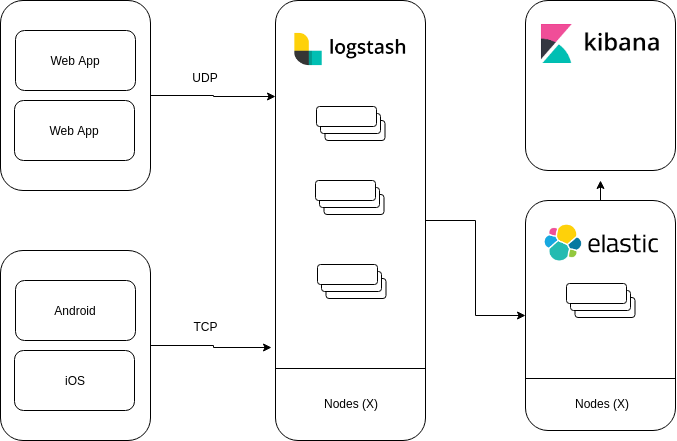 Web App
Web App
UDP
Android
iOS
TCP
logstash
Nodes (X)
kibana
elastic
Nodes (X)